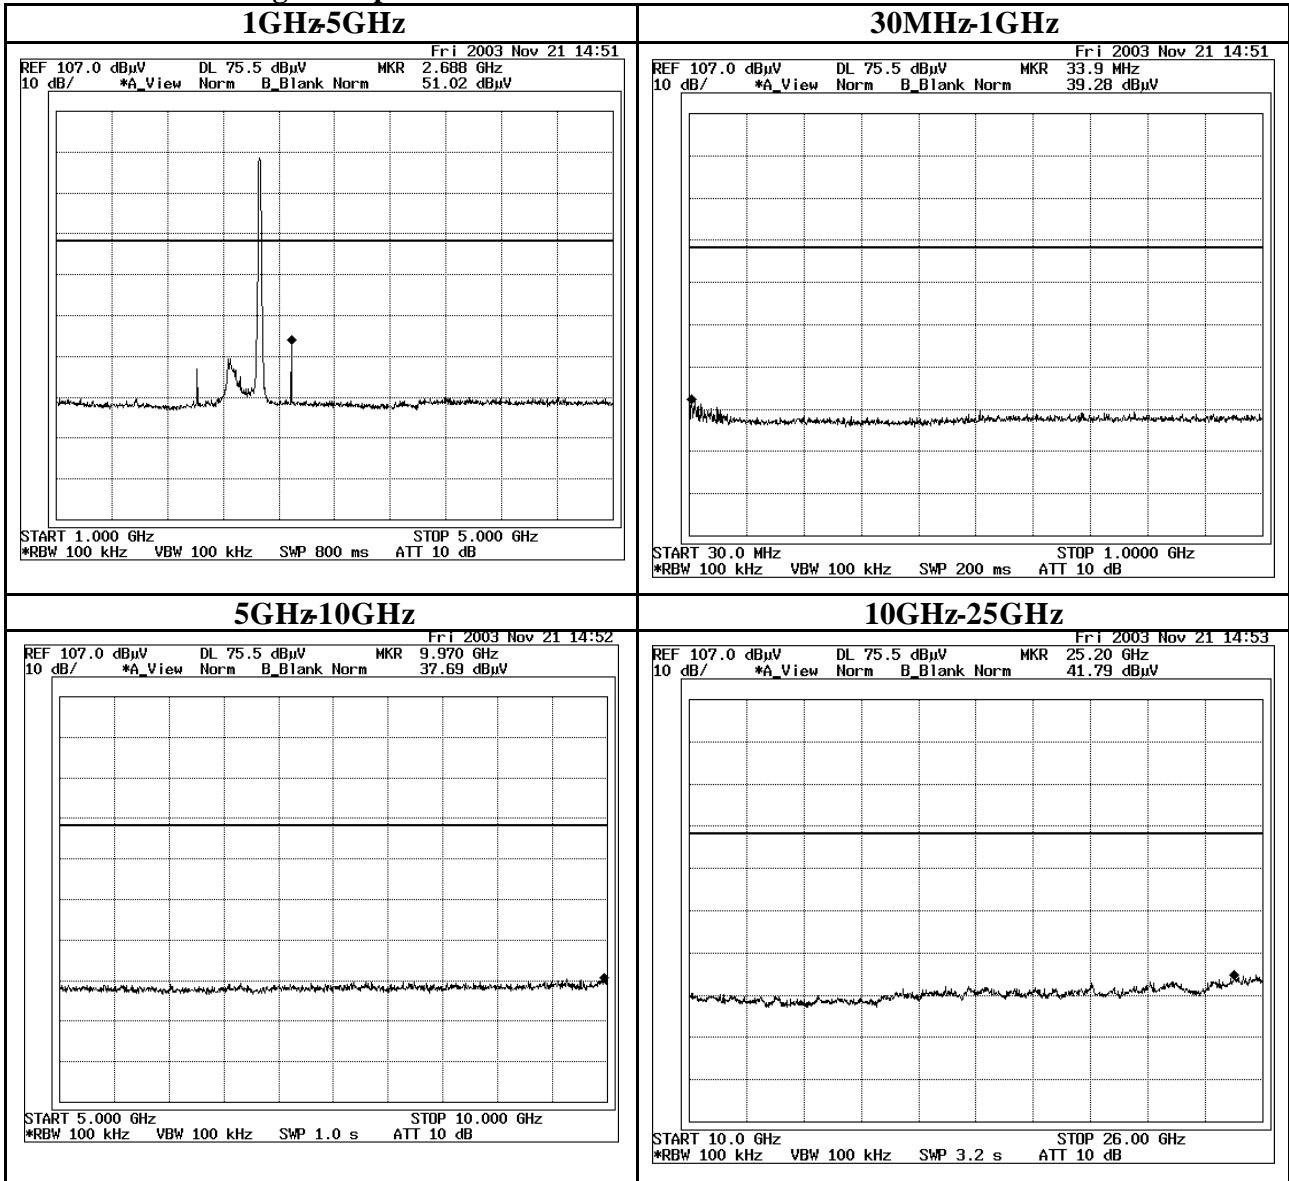 1GHz-5GHz
Fri 2003 Nov 21 14:51
REF 107.0 dBµV DL 75.5 dBµV MKR 2.688 GHz
10 dB/ *A_View Norm B_Blank Norm 51.02 dBµV
START 1.000 GHz STOP 5.000 GHz
*RBW 100 kHz VBW 100 kHz SWP 800 ms ATT 10 dB
30MHz-1GHz
Fri 2003 Nov 21 14:51
REF 107.0 dBµV DL 75.5 dBµV MKR 33.9 MHz
10 dB/ *A_View Norm B_Blank Norm 39.28 dBµV
START 30.0 MHz STOP 1.0000 GHz
*RBW 100 kHz VBW 100 kHz SWP 200 ms ATT 10 dB
5GHz-10GHz
Fri 2003 Nov 21 14:52
REF 107.0 dBµV DL 75.5 dBµV MKR 9.970 GHz
10 dB/ *A_View Norm B_Blank Norm 37.69 dBµV
START 5.000 GHz STOP 10.000 GHz
*RBW 100 kHz VBW 100 kHz SWP 1.0 s ATT 10 dB
10GHz-25GHz
Fri 2003 Nov 21 14:53
REF 107.0 dBµV DL 75.5 dBµV MKR 25.20 GHz
10 dB/ *A_View Norm B_Blank Norm 41.79 dBµV
START 10.0 GHz STOP 26.00 GHz
*RBW 100 kHz VBW 100 kHz SWP 3.2 s ATT 10 dB